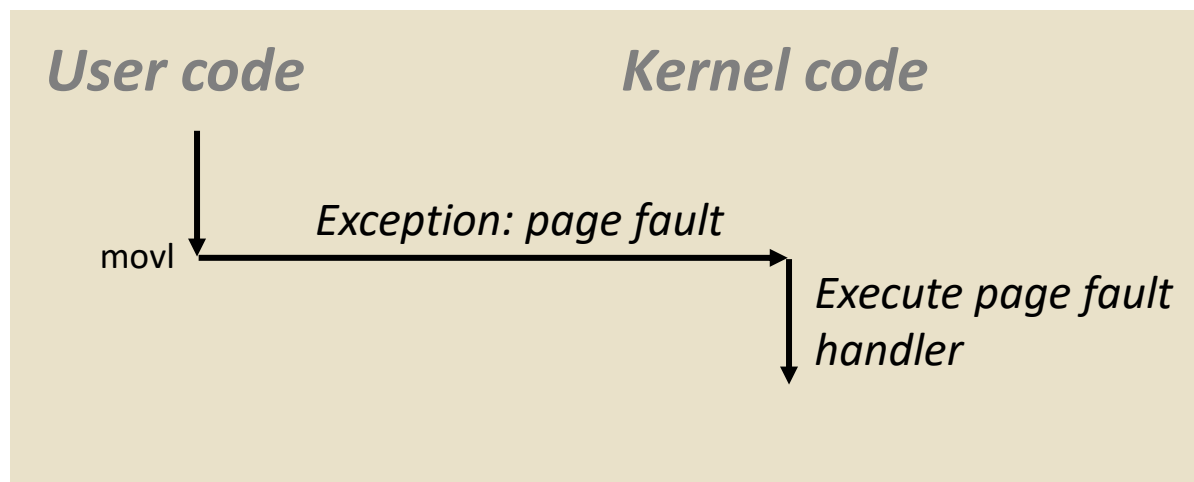 User code
Kernel code
Exception: page fault
movl
Execute page fault
handler